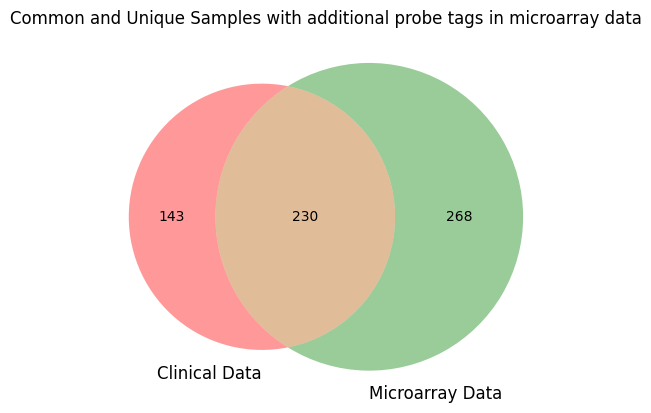 Common and Unique Samples with additional probe tags in microarray data
143
230
268
Clinical Data
Microarray Data